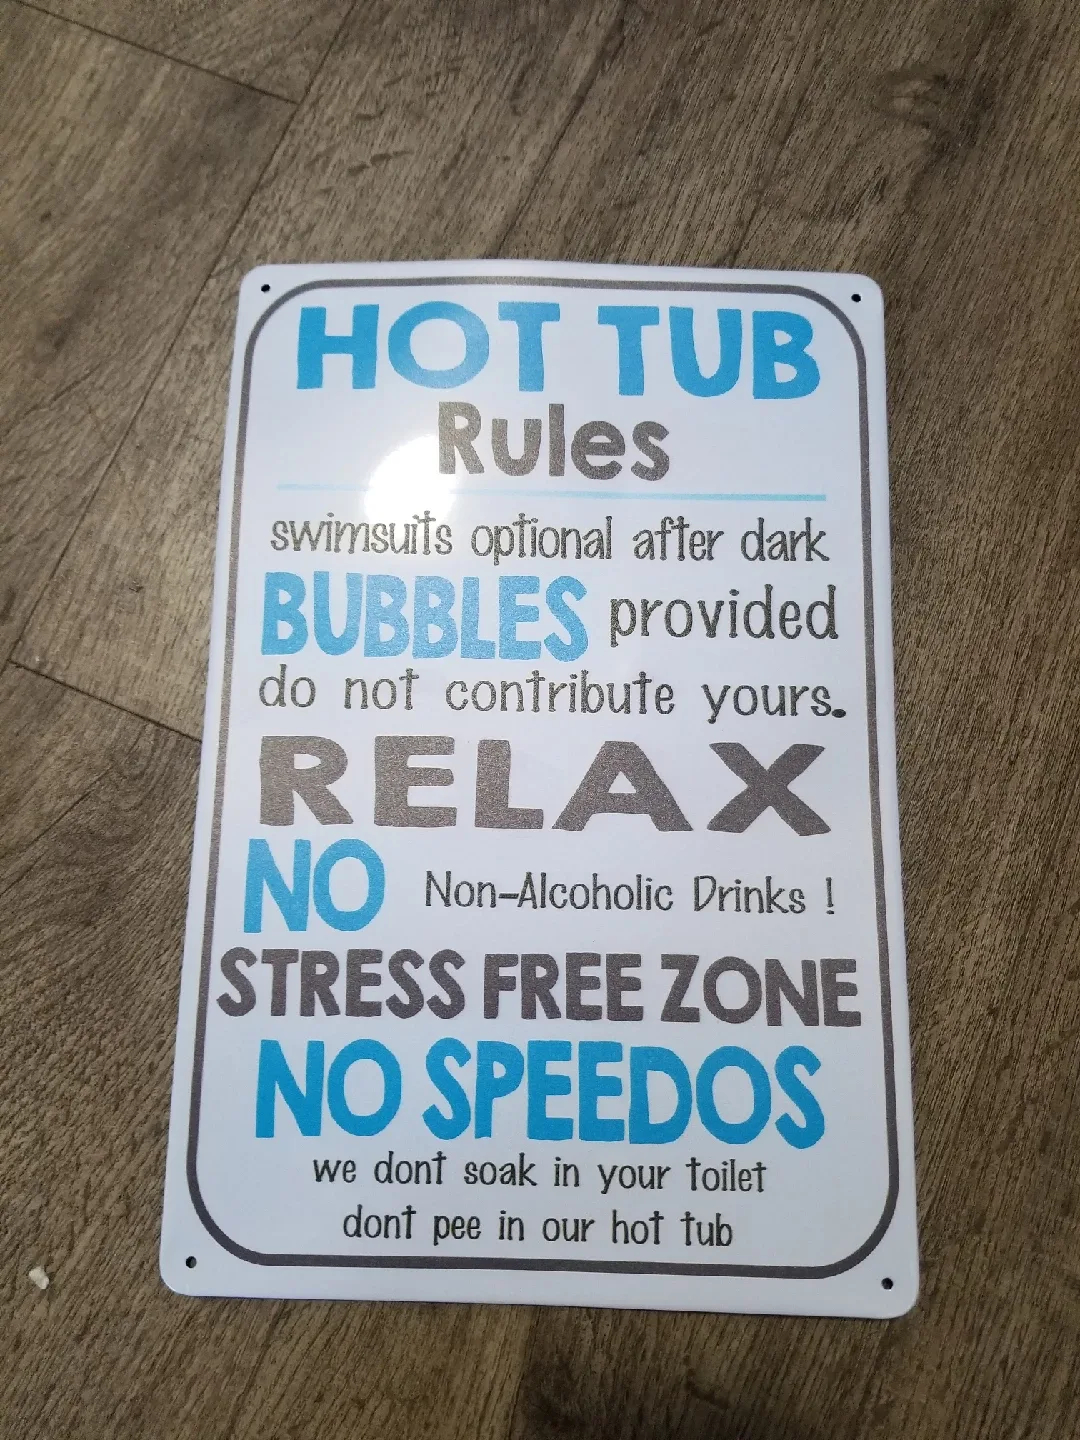 HOT TUB
Rules
swimsuits optional after dark
BUBBLES provided
do not contribute yours.
RELAX
NO Non-Alcoholic Drinks !
STRESS FREE ZONE
NO SPEEDOS
we dont soak in your toilet
dont pee in our hot tub